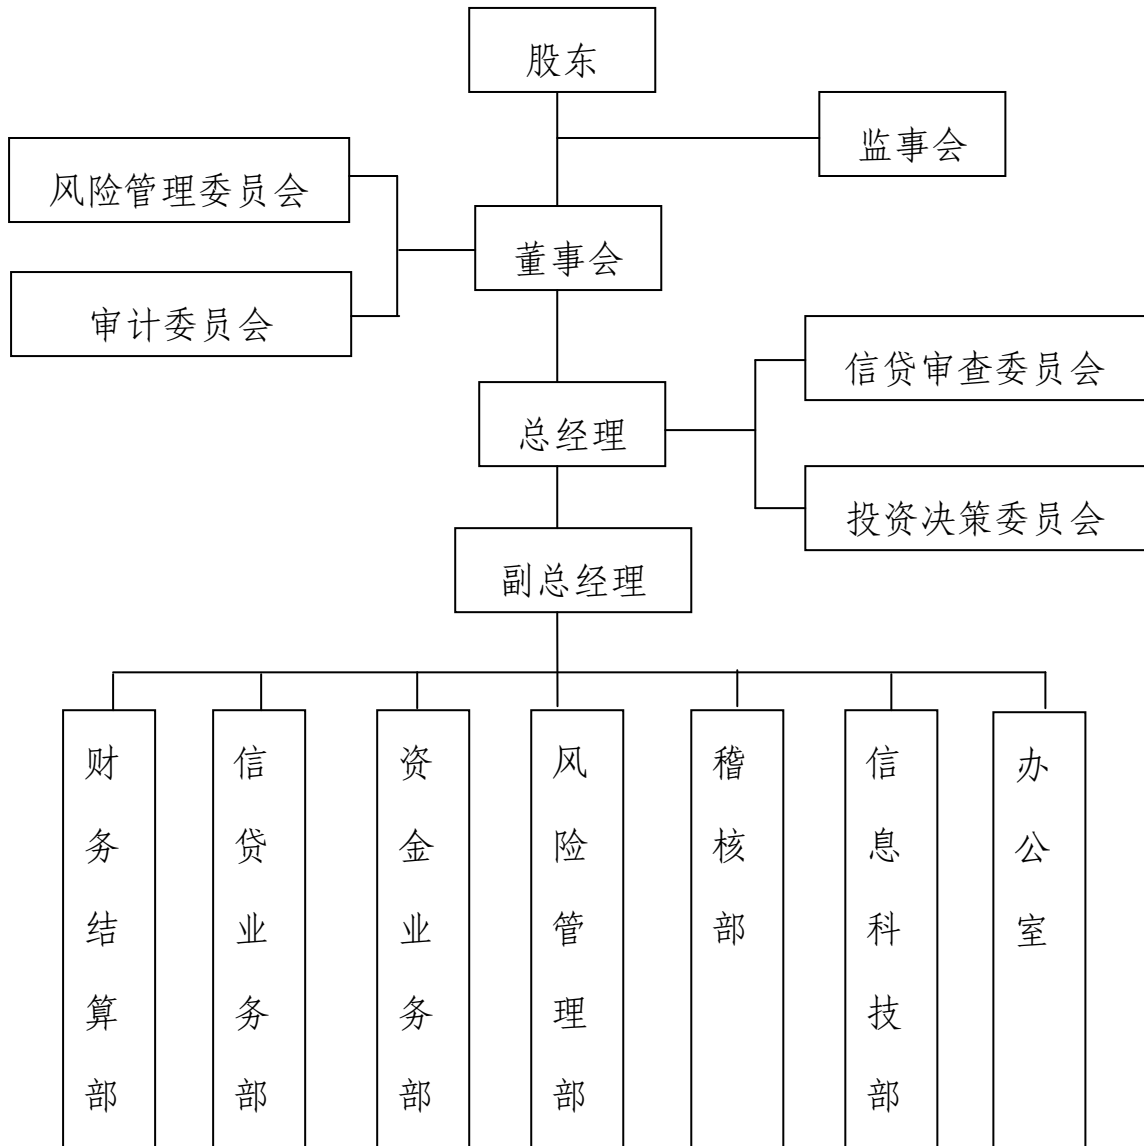 股东
监事会
风险管理委员会
董事会
审计委员会
信贷审查委员会
总经理
投资决策委员会
副总经理
财务结算部
信贷业务部
资金业务部
风险管理部
稽核部
信息科技部
办公室